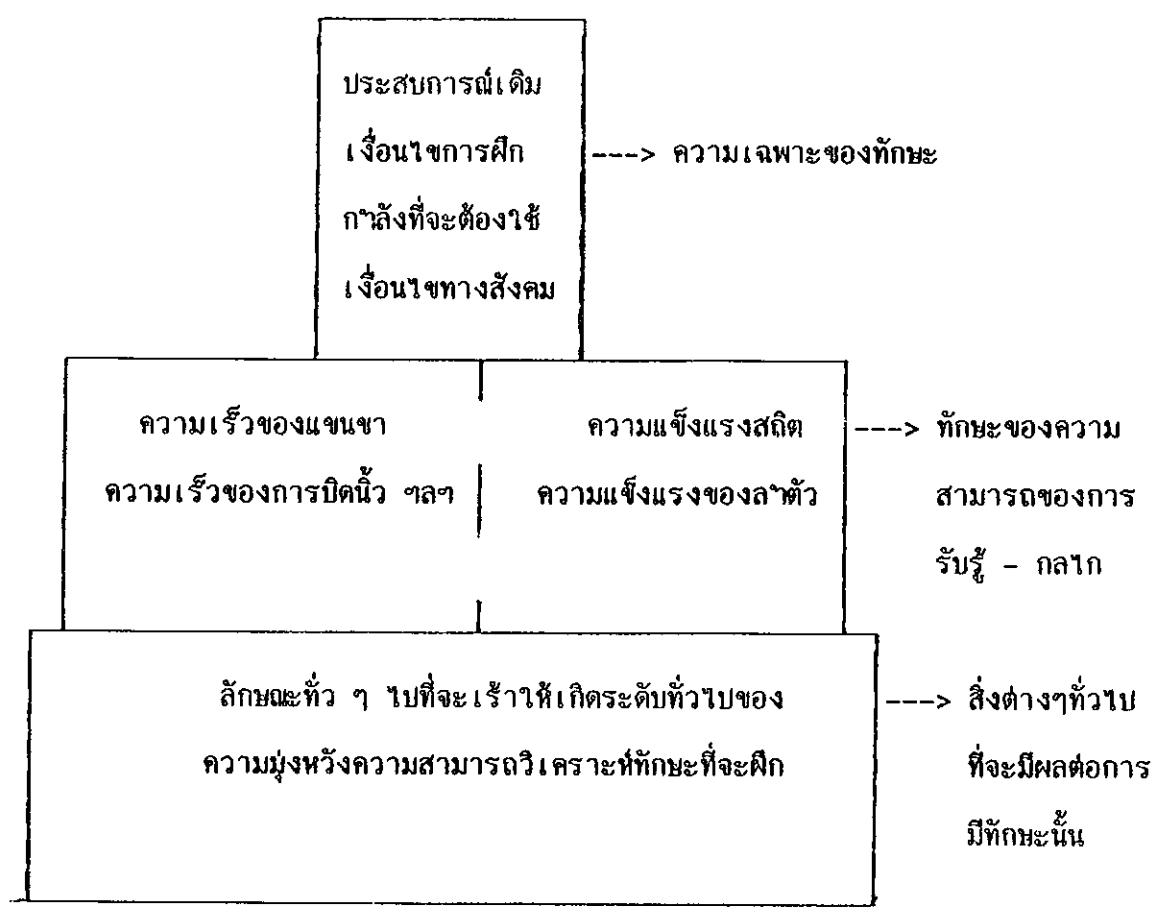 ประสบการณ์เดิม
เงื่อนไขการฝึก ---> ความเฉพาะของทักษะ
กำลังที่จะต้องใช้
เงื่อนไขทางสังคม
ความเร็วของแขนขา ความแข็งแรงสถิต ---> ทักษะของความ
ความเร็วของการบิดนิ้ว ฯลฯ ความแข็งแรงของลำตัว สามารถของการ
รับรู้ - กลไก
ลักษณะทั่ว ๆ ไปที่จะเร้าให้เกิดระดับทั่วไปของ ---> สิ่งต่างๆทั่วไป
ความมุ่งหวังความสามารถวิเคราะห์ทักษะที่จะฝึก ที่จะมีผลต่อการ
มีทักษะนั้น